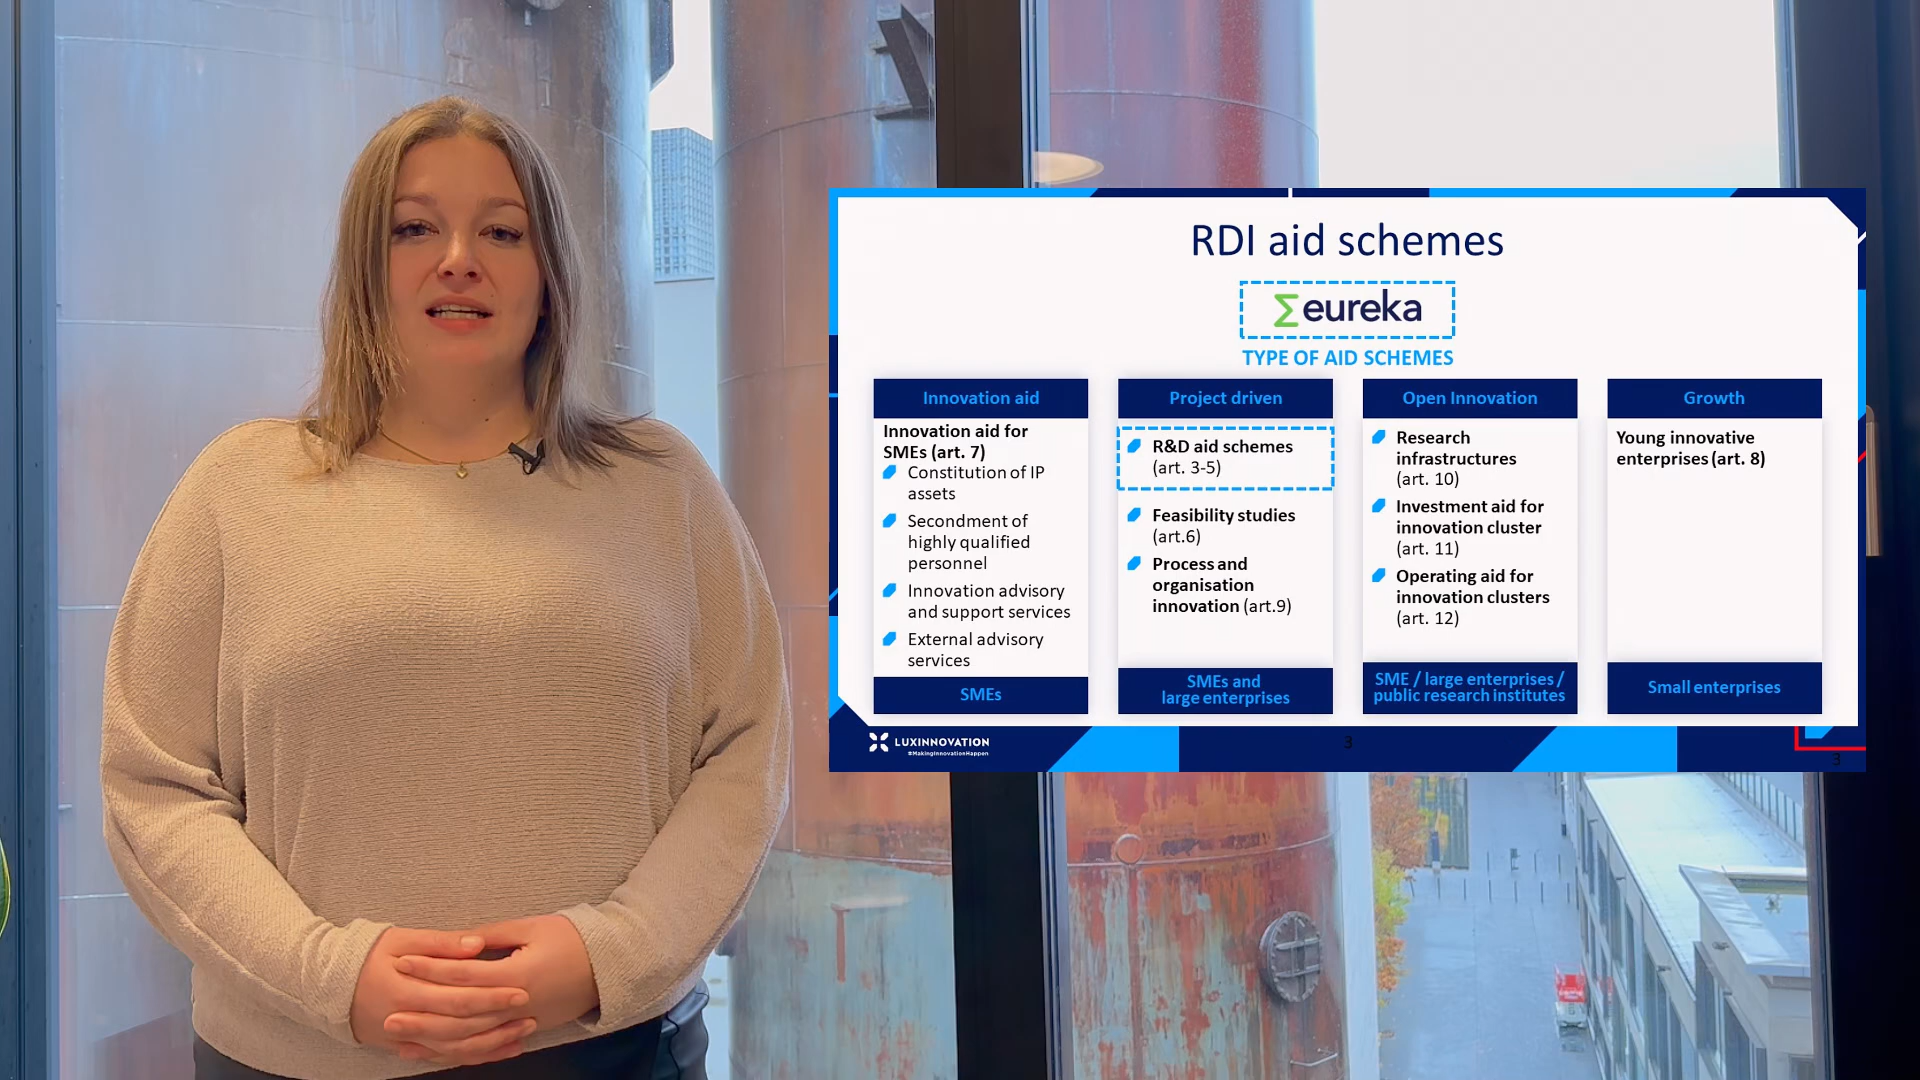 RDI aid schemes
eureka
TYPE OF AID SCHEMES
Innovation aid
Innovation aid for
SMEs (art. 7)
Constitution of IP
assets
Secondment of
highly qualified
personnel
Innovation advisory
and support services
External advisory
services
SMEs
Project driven
R&D aid schemes
(art. 3-5)
Feasibility studies
(art.6)
Process and
organisation
innovation (art.9)
SMEs and
large enterprises
Open Innovation
Research
infrastructures
(art. 10)
Investment aid for
innovation cluster
(art. 11)
Operating aid for
innovation clusters
(art. 12)
SME / large enterprises /
public research institutes
Growth
Young innovative
enterprises (art. 8)
Small enterprises
LUXINNOVATION
#MakingInnovationHappen
3
3